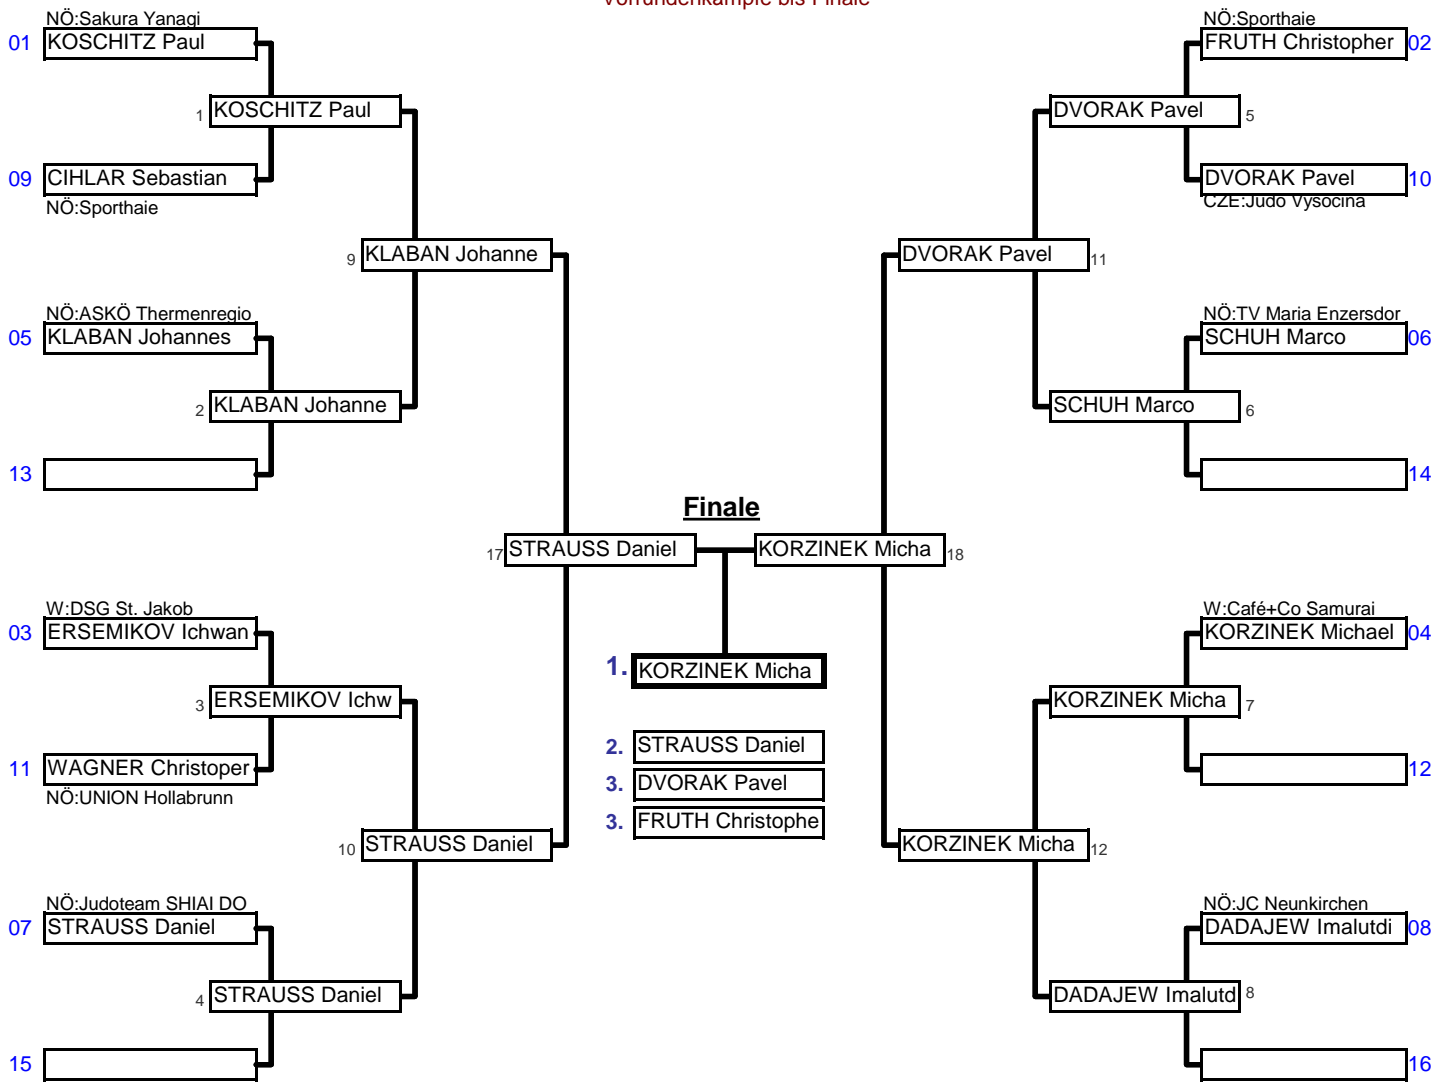 Vorrundenkämpfe bis Finale
NÖ:Sakura Yanagi
01 KOSCHITZ Paul
1 KOSCHITZ Paul
09 CIHLAR Sebastian
NÖ:Sporthaie
9 KLABAN Johanne
NÖ:ASKÖ Thermenregio
05 KLABAN Johannes
2 KLABAN Johanne
13
17 STRAUSS Daniel
W:DSG St. Jakob
03 ERSEMIKOV Ichwan
3 ERSEMIKOV Ichw
11 WAGNER Christoper
NÖ:UNION Hollabrunn
10 STRAUSS Daniel
NÖ:Judoteam SHIAI DO
07 STRAUSS Daniel
4 STRAUSS Daniel
15
Finale
1. KORZINEK Micha
2. STRAUSS Daniel
3. DVORAK Pavel
3. FRUTH Christophe
NÖ:Sporthaie
FRUTH Christopher 02
DVORAK Pavel 5
DVORAK Pavel 10
CZE:Judo Vysocina
DVORAK Pavel 11
NÖ:TV Maria Enzersdor
SCHUH Marco 06
SCHUH Marco 6
14
KORZINEK Micha 18
W:Café+Co Samurai
KORZINEK Michael 04
KORZINEK Micha 7
12
KORZINEK Micha 12
NÖ:JC Neunkirchen
DADAJEW Imalutdi 08
DADAJEW Imalutd 8
16